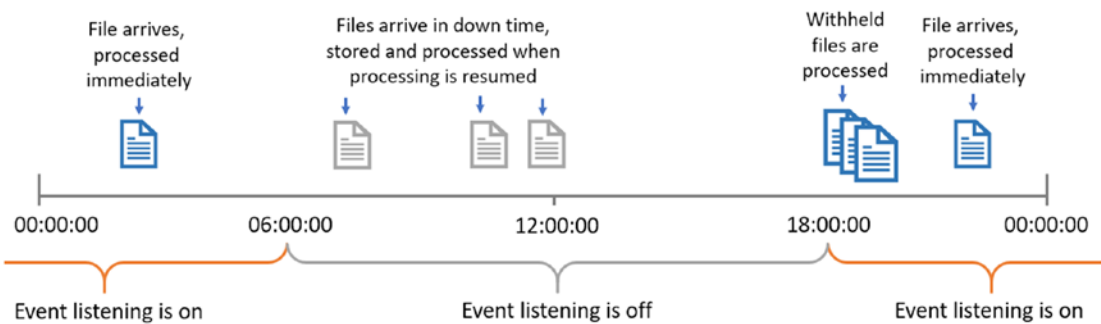 File arrives,
processed
immediately
Files arrive in down time,
stored and processed when
processing is resumed
Withheld
files are
processed
File arrives,
processed
immediately
00:00:00
06:00:00
12:00:00
18:00:00
00:00:00
Event listening is on
Event listening is off
Event listening is on